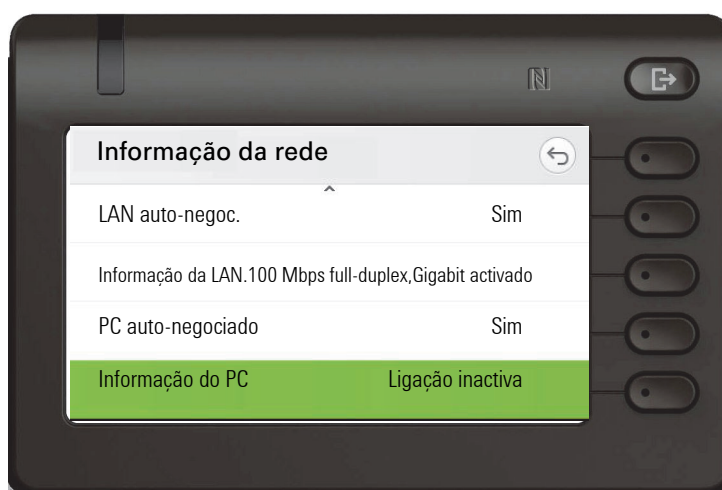 Informação da rede
LAN auto-negoc. Sim
Informação da LAN.100 Mbps full-duplex,Gigabit activado
PC auto-negociado Sim
Informação do PC Ligação inactiva